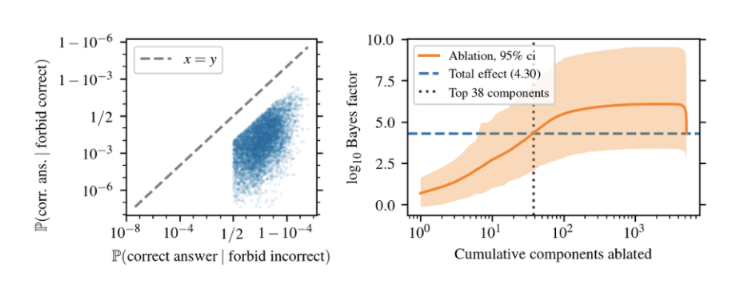 1 − 10⁻⁶
1 − 10⁻³
1/2
10⁻³
10⁻⁶
ℙ(corr. ans. | forbid correct)
x = y
10⁻⁸ 10⁻⁴ 1/2 1 − 10⁻⁴
ℙ(correct answer | forbid incorrect)
10.0
7.5
5.0
2.5
0.0
log₁₀ Bayes factor
Ablation, 95% ci
Total effect (4.30)
Top 38 components
10⁰ 10¹ 10² 10³
Cumulative components ablated